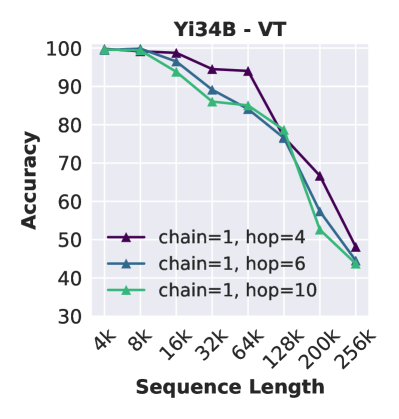 Yi34B - VT
Accuracy
100
90
80
70
60
50
40
30
chain=1, hop=4
chain=1, hop=6
chain=1, hop=10
4k
8k
16k
32k
64k
128k
200k
256k
Sequence Length